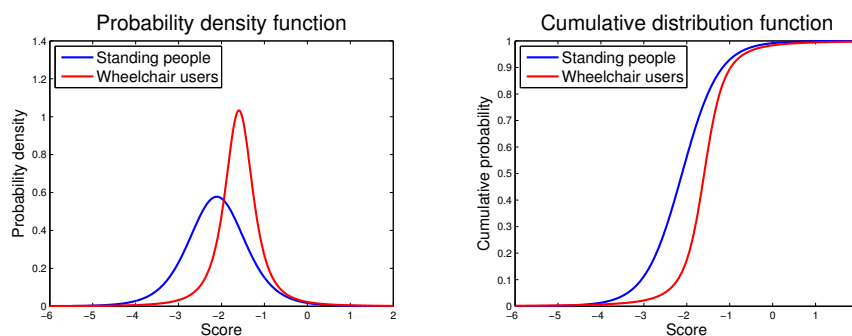 Probability density function
1.4
1.2
1
0.8
0.6
0.4
0.2
0
Probability density
Standing people
Wheelchair users
−6 −5 −4 −3 −2 −1 0 1 2
Score
Cumulative distribution function
1
0.9
0.8
0.7
0.6
0.5
0.4
0.3
0.2
0.1
0
Cumulative probability
Standing people
Wheelchair users
−6 −5 −4 −3 −2 −1 0 1
Score